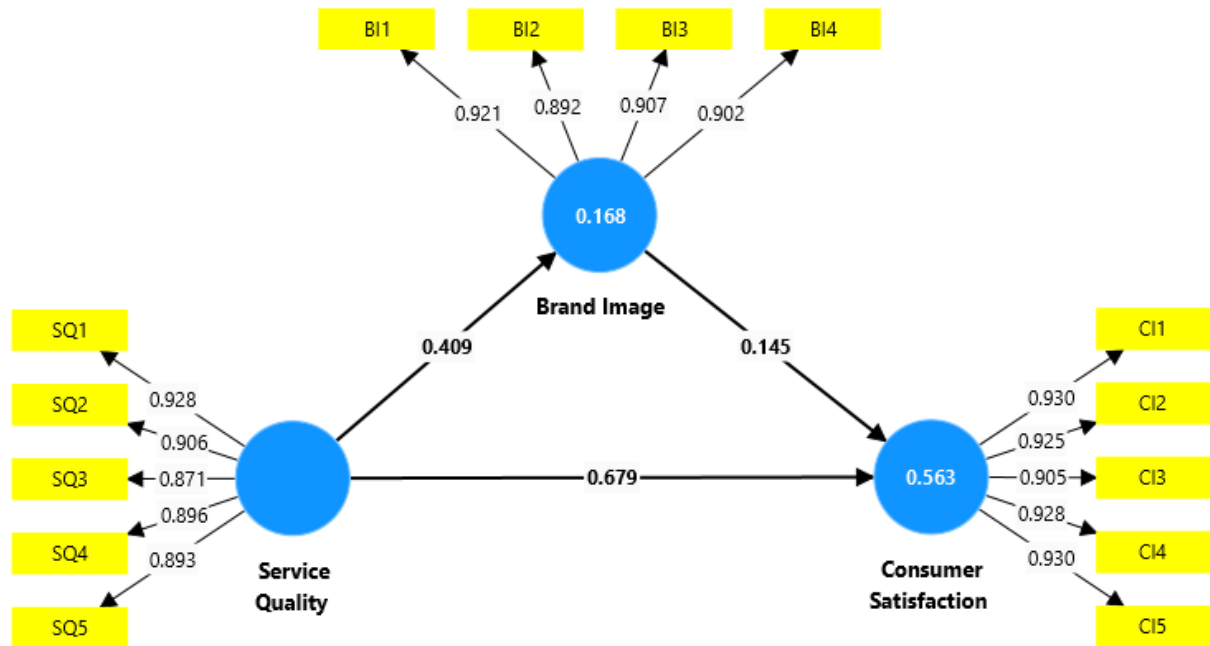 BI1
BI2
BI3
BI4
0.921
0.892
0.907
0.902
0.168
Brand Image
SQ1
SQ2
SQ3
SQ4
SQ5
0.928
0.906
0.871
0.896
0.893
0.409
0.145
0.679
Service
Quality
0.563
Consumer
Satisfaction
0.930
0.925
0.905
0.928
0.930
CI1
CI2
CI3
CI4
CI5